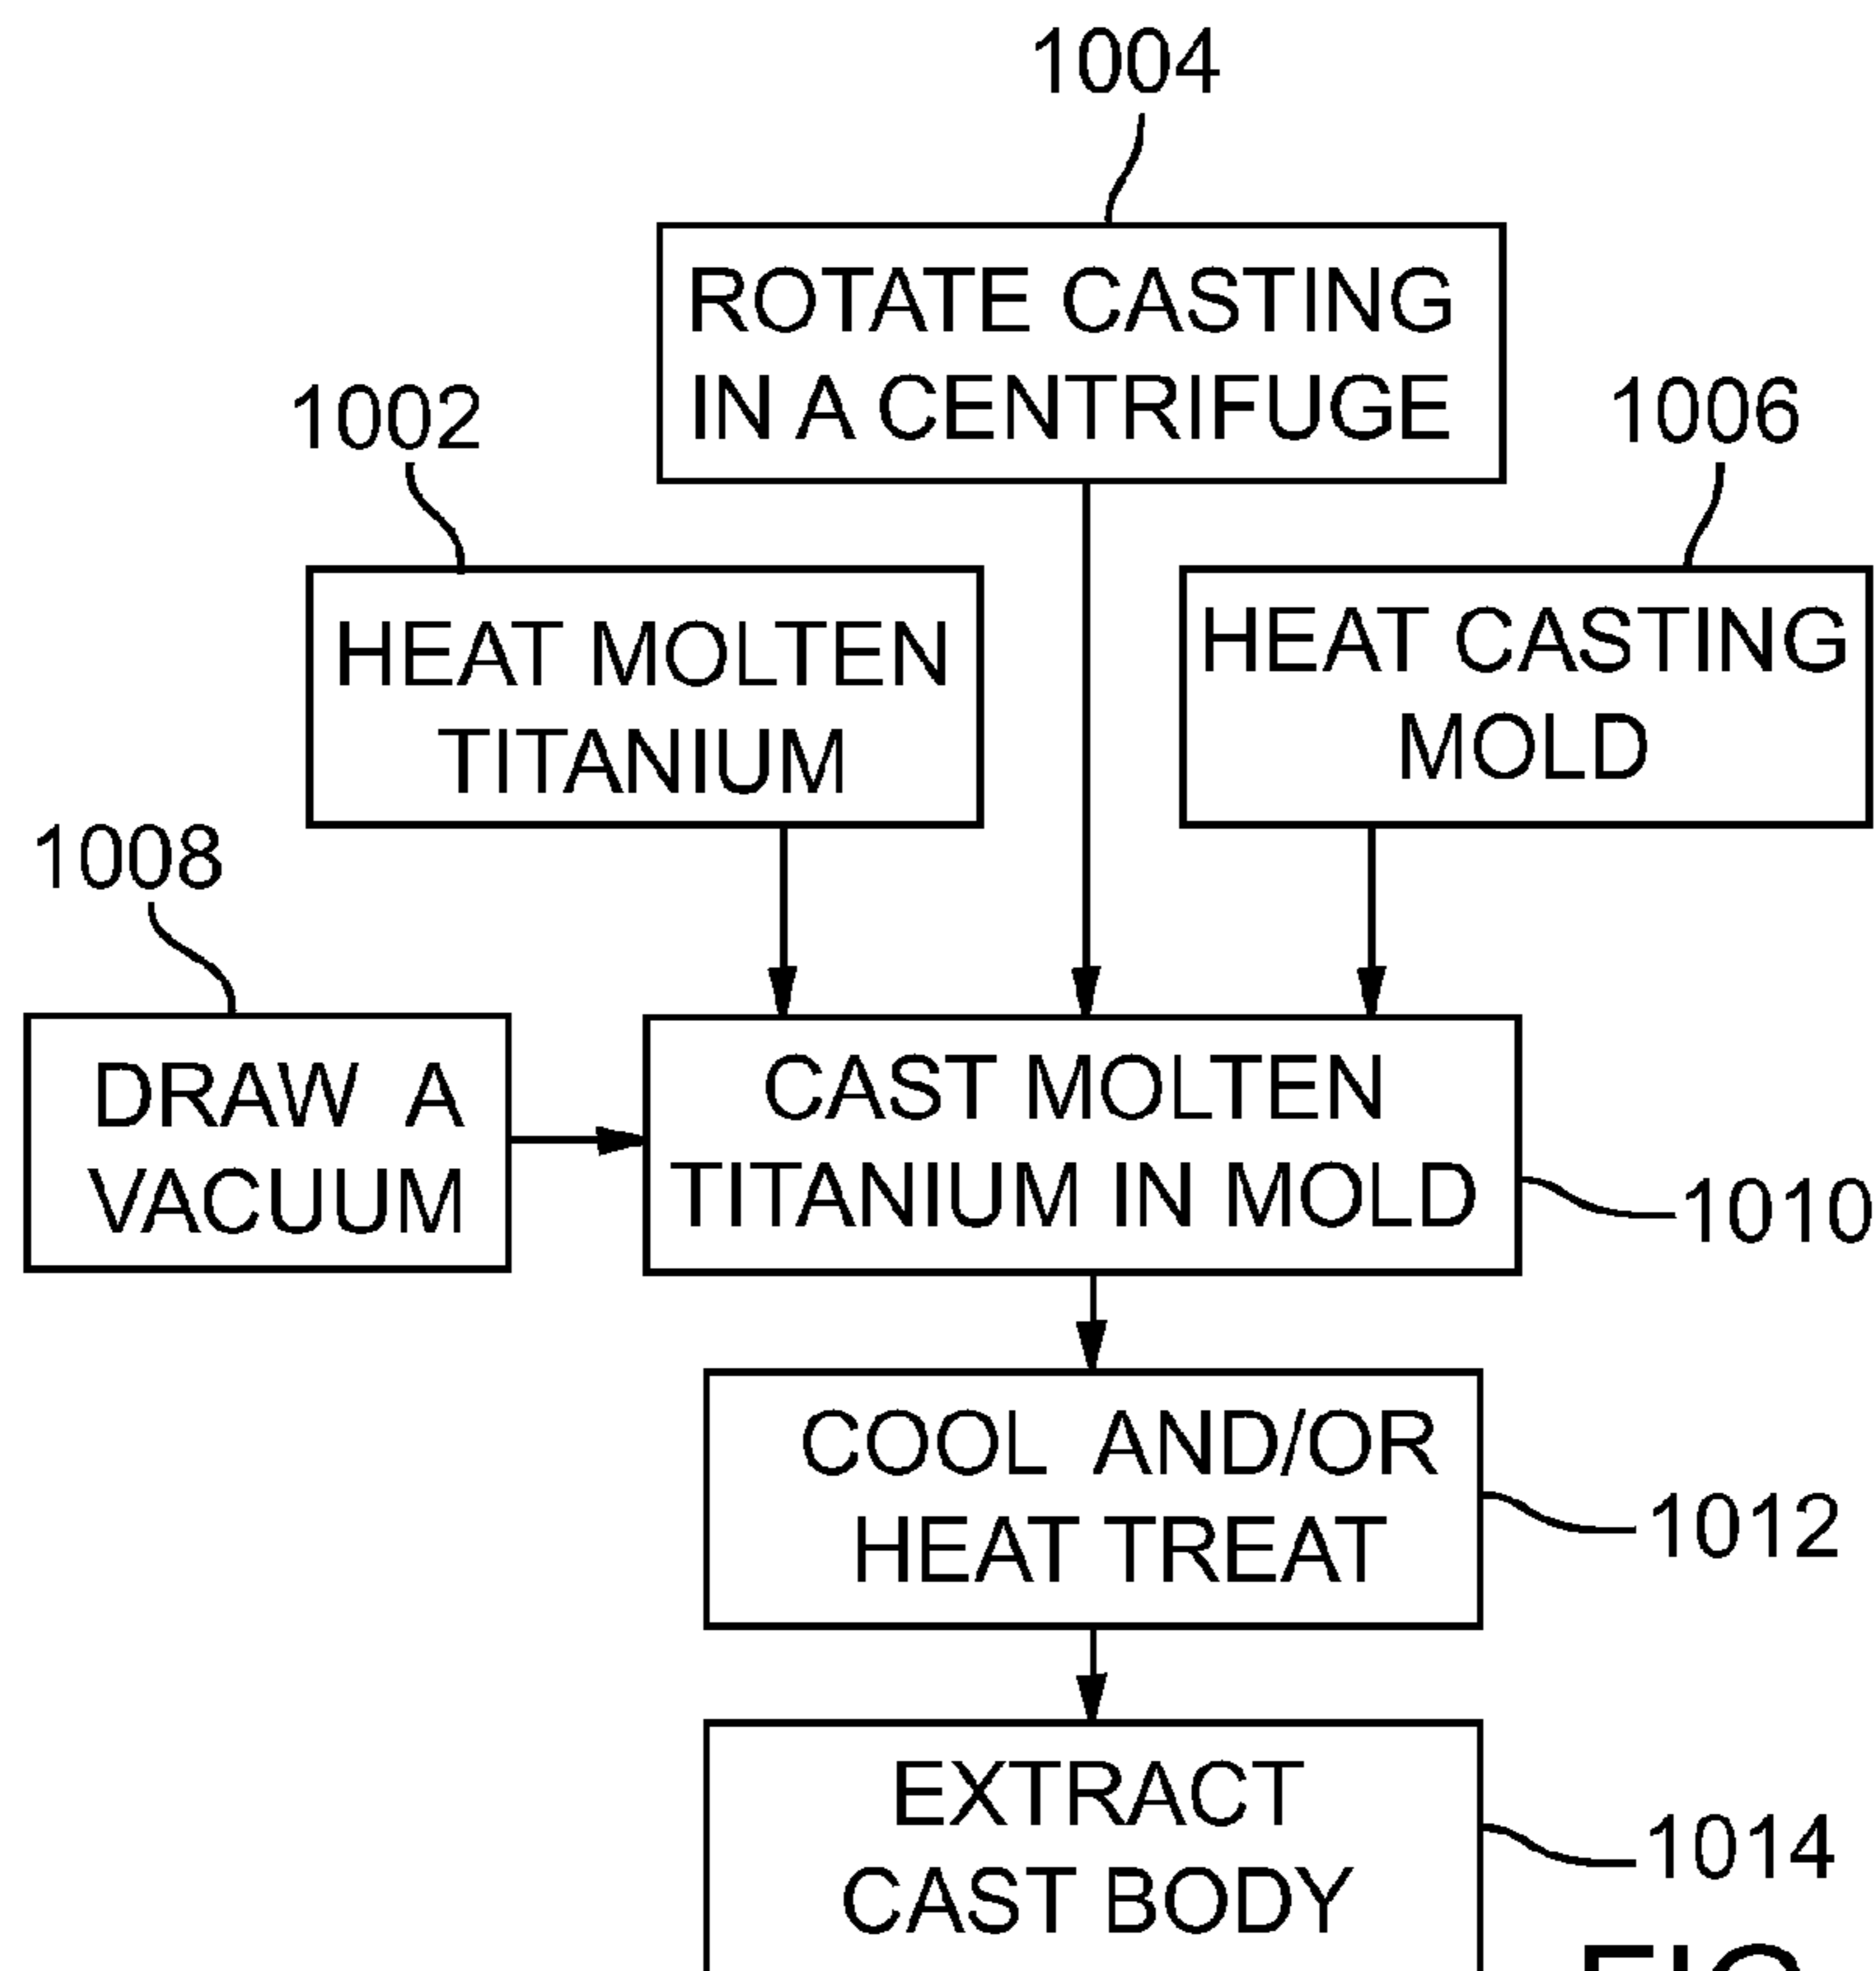 1004
ROTATE CASTING
IN A CENTRIFUGE
1002
1006
HEAT MOLTEN
TITANIUM
HEAT CASTING
MOLD
1008
DRAW A
VACUUM
CAST MOLTEN
TITANIUM IN MOLD
1010
COOL AND/OR
HEAT TREAT
1012
EXTRACT
CAST BODY
1014